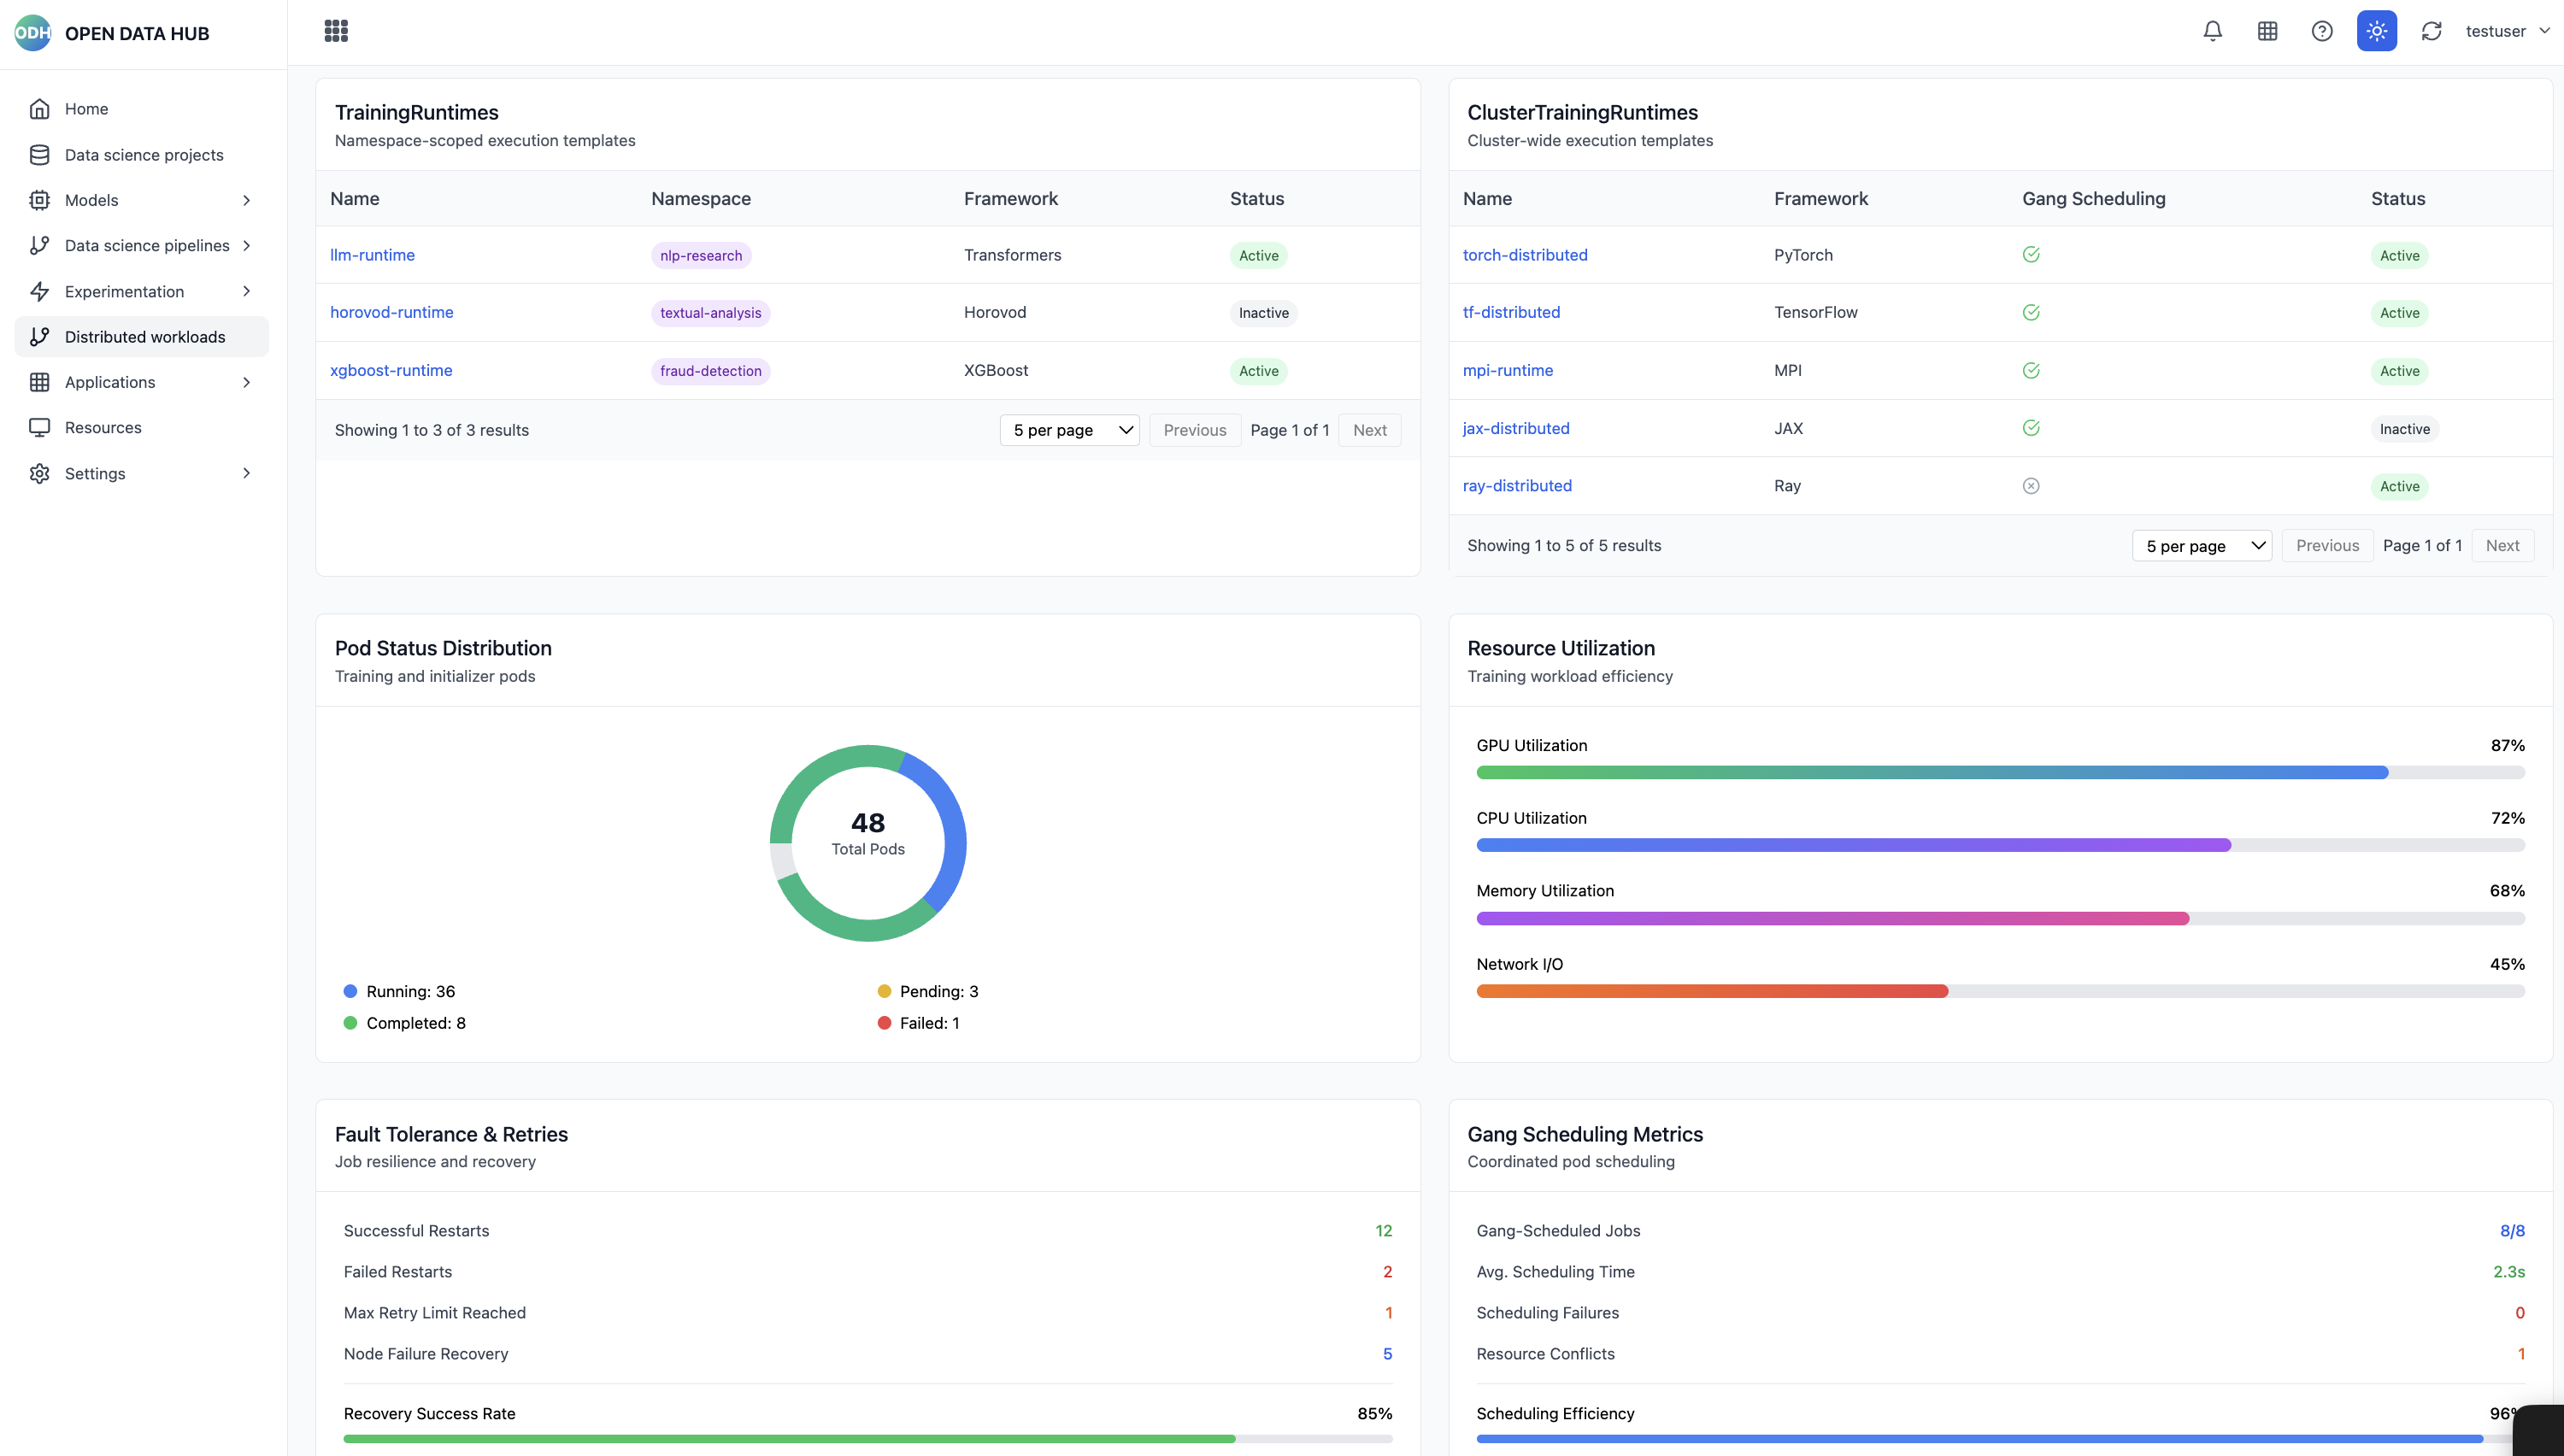 ODH OPEN DATA HUB
testuser
Home
Data science projects
Models
Data science pipelines
Experimentation
Distributed workloads
Applications
Resources
Settings
TrainingRuntimes
Namespace-scoped execution templates
Name Namespace Framework Status
llm-runtime nlp-research Transformers Active
horovod-runtime textual-analysis Horovod Inactive
xgboost-runtime fraud-detection XGBoost Active
Showing 1 to 3 of 3 results 5 per page Previous Page 1 of 1 Next
ClusterTrainingRuntimes
Cluster-wide execution templates
Name Framework Gang Scheduling Status
torch-distributed PyTorch Active
tf-distributed TensorFlow Active
mpi-runtime MPI Active
jax-distributed JAX Inactive
ray-distributed Ray Active
Showing 1 to 5 of 5 results 5 per page Previous Page 1 of 1 Next
Pod Status Distribution
Training and initializer pods
48
Total Pods
Running: 36 Pending: 3
Completed: 8 Failed: 1
Resource Utilization
Training workload efficiency
GPU Utilization 87%
CPU Utilization 72%
Memory Utilization 68%
Network I/O 45%
Fault Tolerance & Retries
Job resilience and recovery
Successful Restarts 12
Failed Restarts 2
Max Retry Limit Reached 1
Node Failure Recovery 5
Recovery Success Rate 85%
Gang Scheduling Metrics
Coordinated pod scheduling
Gang-Scheduled Jobs 8/8
Avg. Scheduling Time 2.3s
Scheduling Failures 0
Resource Conflicts 1
Scheduling Efficiency 96%